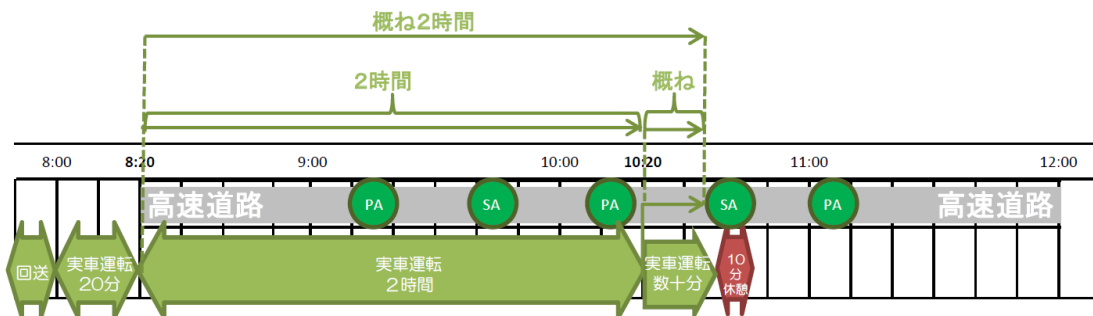 概ね2時間
2時間
概ね
8:00
8:20
9:00
10:00
10:20
11:00
12:00
高速道路
PA
SA
PA
SA
PA
高速道路
回送
実車運転
20分
実車運転
2時間
実車運転
数十分
10
分
休憩